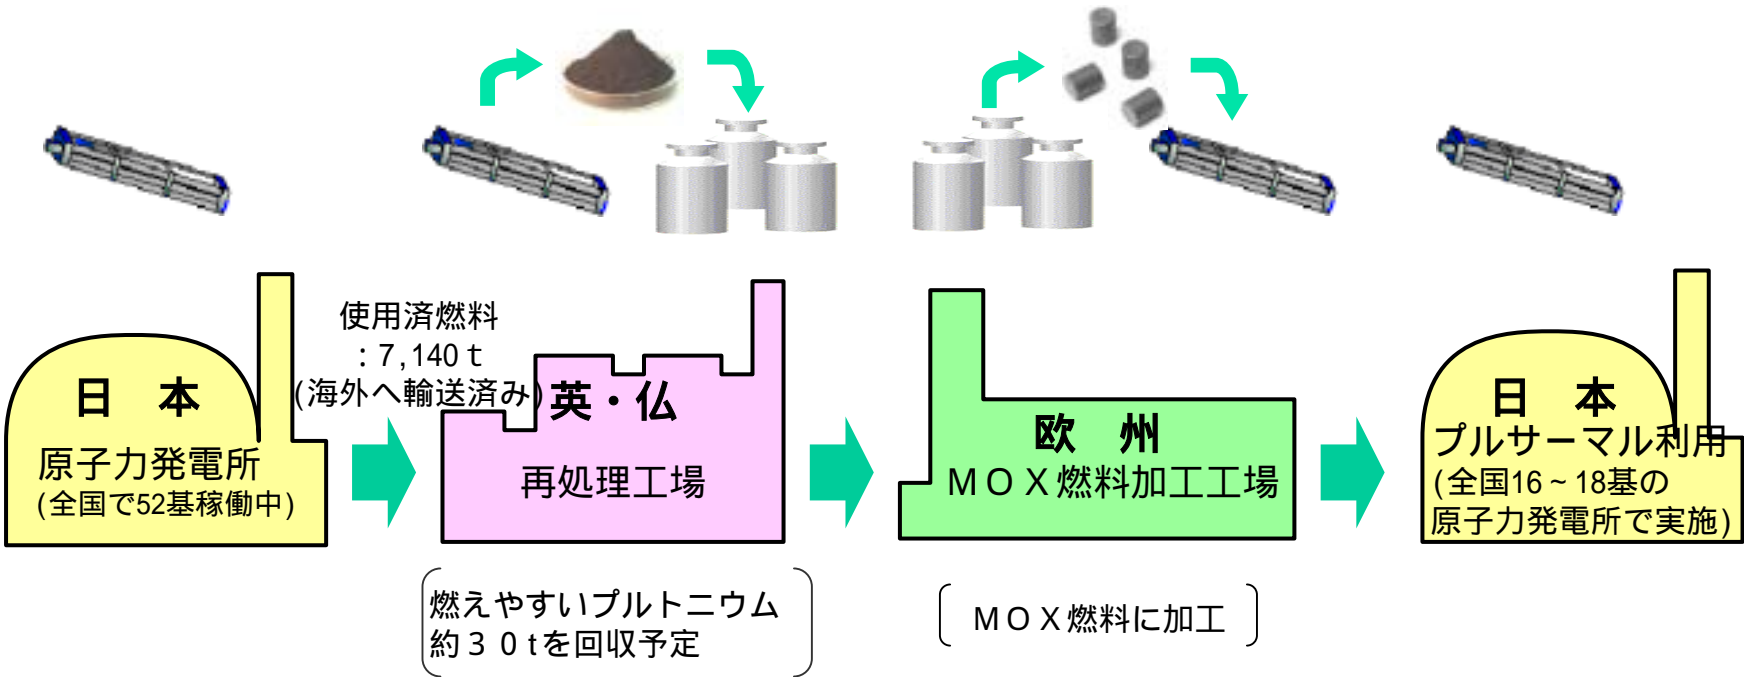 使用済燃料
：7,140ｔ
(海外へ輸送済み)
日　本
原子力発電所
(全国で52基稼働中)
英・仏
再処理工場
欧　州
ＭＯＸ燃料加工工場
日　本
プルサーマル利用
(全国16～18基の
原子力発電所で実施)
燃えやすいプルトニウム
約３０tを回収予定
ＭＯＸ燃料に加工